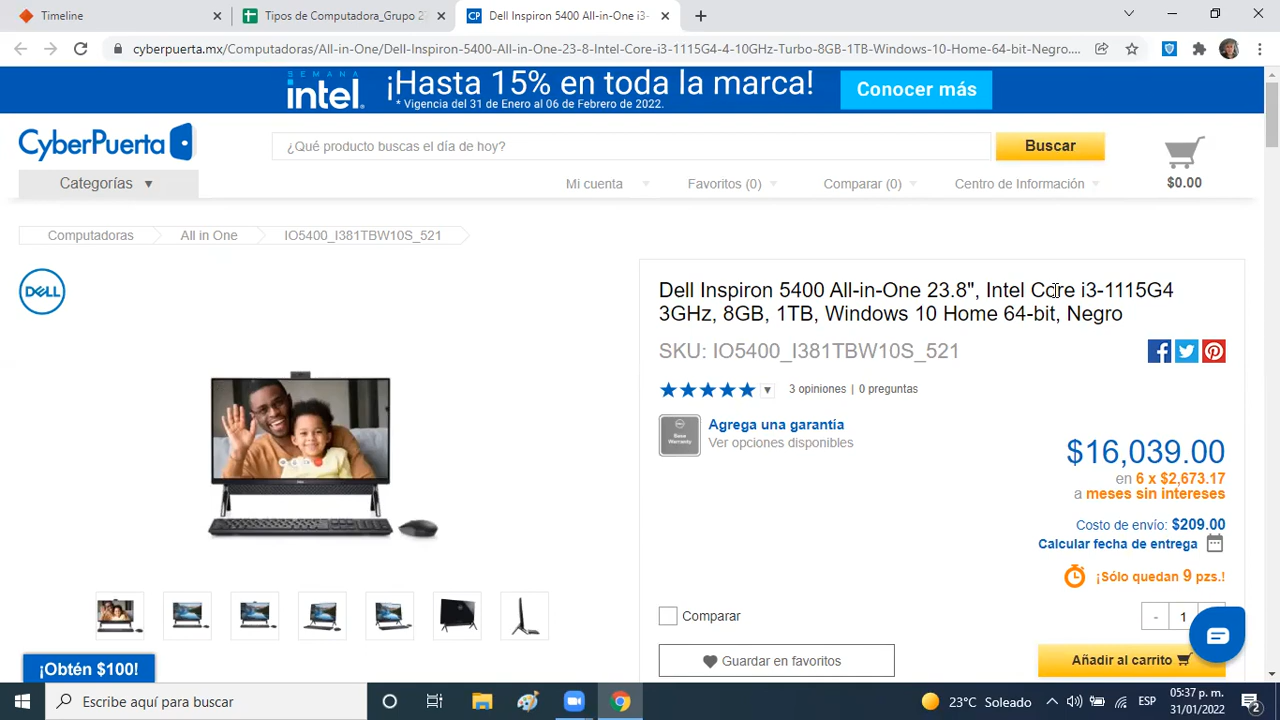 Timeline
Tipos de Computadora_Grupo 2
Dell Inspiron 5400 All-in-One i3-
cyberpuerta.mx/Computadoras/All-in-One/Dell-Inspiron-5400-All-in-One-23-8-Intel-Core-i3-1115G4-4-10GHz-Turbo-8GB-1TB-Windows-10-Home-64-bit-Negro....
SEMANA
intel.
¡Hasta 15% en toda la marca!
* Vigencia del 31 de Enero al 06 de Febrero de 2022.
Conocer más
CyberPuerta
¿Qué producto buscas el día de hoy?
Buscar
$0.00
Categorías ▼
Mi cuenta
Favoritos (0)
Comparar (0)
Centro de Información
Computadoras
All in One
IO5400_I381TBW10S_521
DELL
Dell Inspiron 5400 All-in-One 23.8", Intel Core i3-1115G4
3GHz, 8GB, 1TB, Windows 10 Home 64-bit, Negro
SKU: IO5400_I381TBW10S_521
3 opiniones | 0 preguntas
Base
Warranty
Agrega una garantía
Ver opciones disponibles
$16,039.00
en 6 x $2,673.17
a meses sin intereses
Costo de envío: $209.00
Calcular fecha de entrega
¡Sólo quedan 9 pzs.!
Comparar
- 1
Guardar en favoritos
Añadir al carrito
¡Obtén $100!
Escribe aquí para buscar
23°C Soleado
ESP
05:37 p. m.
31/01/2022
2